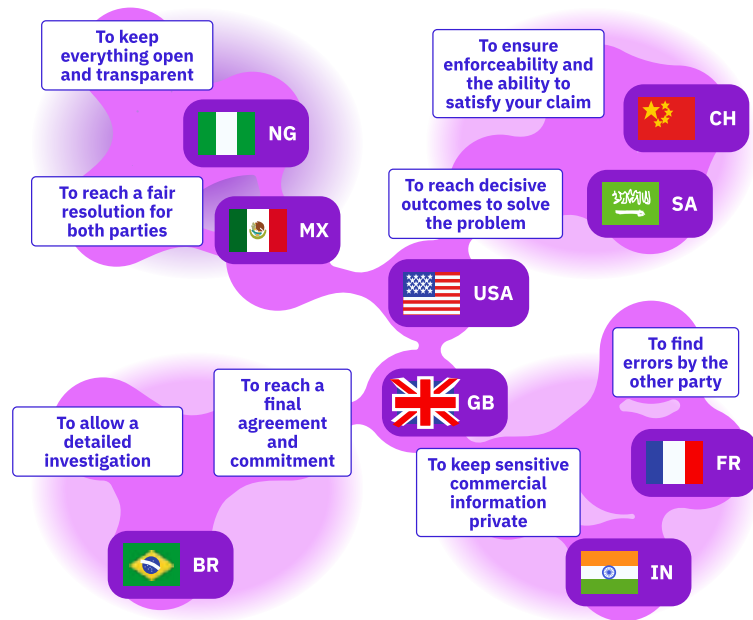 To keep
everything open
and transparent
NG
To reach a fair
resolution for
both parties
MX
To ensure
enforceability and
the ability to
satisfy your claim
CH
SA
To reach decisive
outcomes to solve
the problem
USA
To find
errors by the
other party
GB
To reach a
final
agreement
and
commitment
To allow a
detailed
investigation
BR
To keep sensitive
commercial
information
private
FR
IN